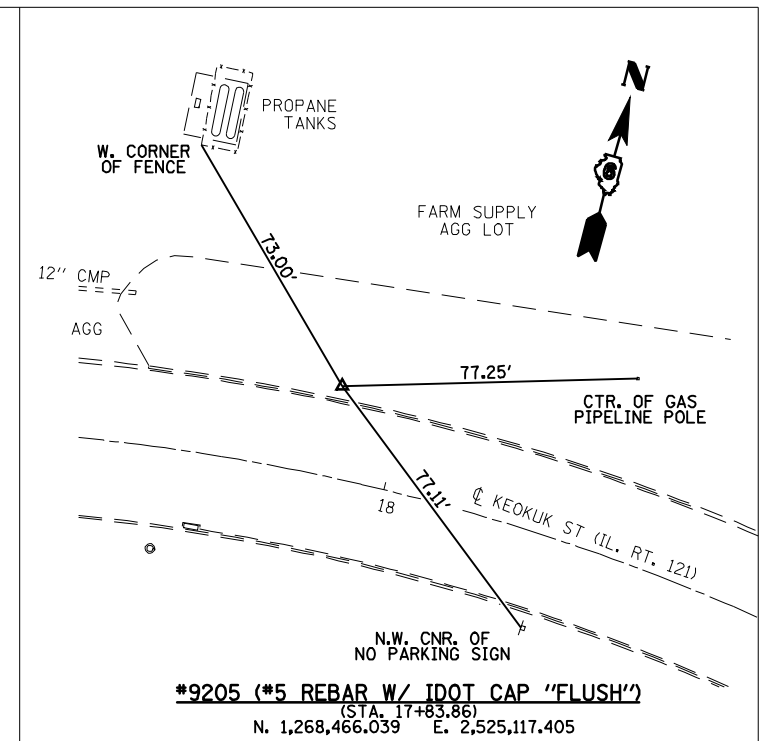 N
6
PROPANE
TANKS
W. CORNER
OF FENCE
FARM SUPPLY
AGG LOT
73.00'
12" CMP
AGG
77.25'
CTR. OF GAS
PIPELINE POLE
77.11'
18
℄ KEOKUK ST (IL. RT. 121)
N.W. CNR. OF
NO PARKING SIGN
#9205 (#5 REBAR W/ IDOT CAP "FLUSH")
(STA. 17+83.86)
N. 1,268,466.039 E. 2,525,117.405